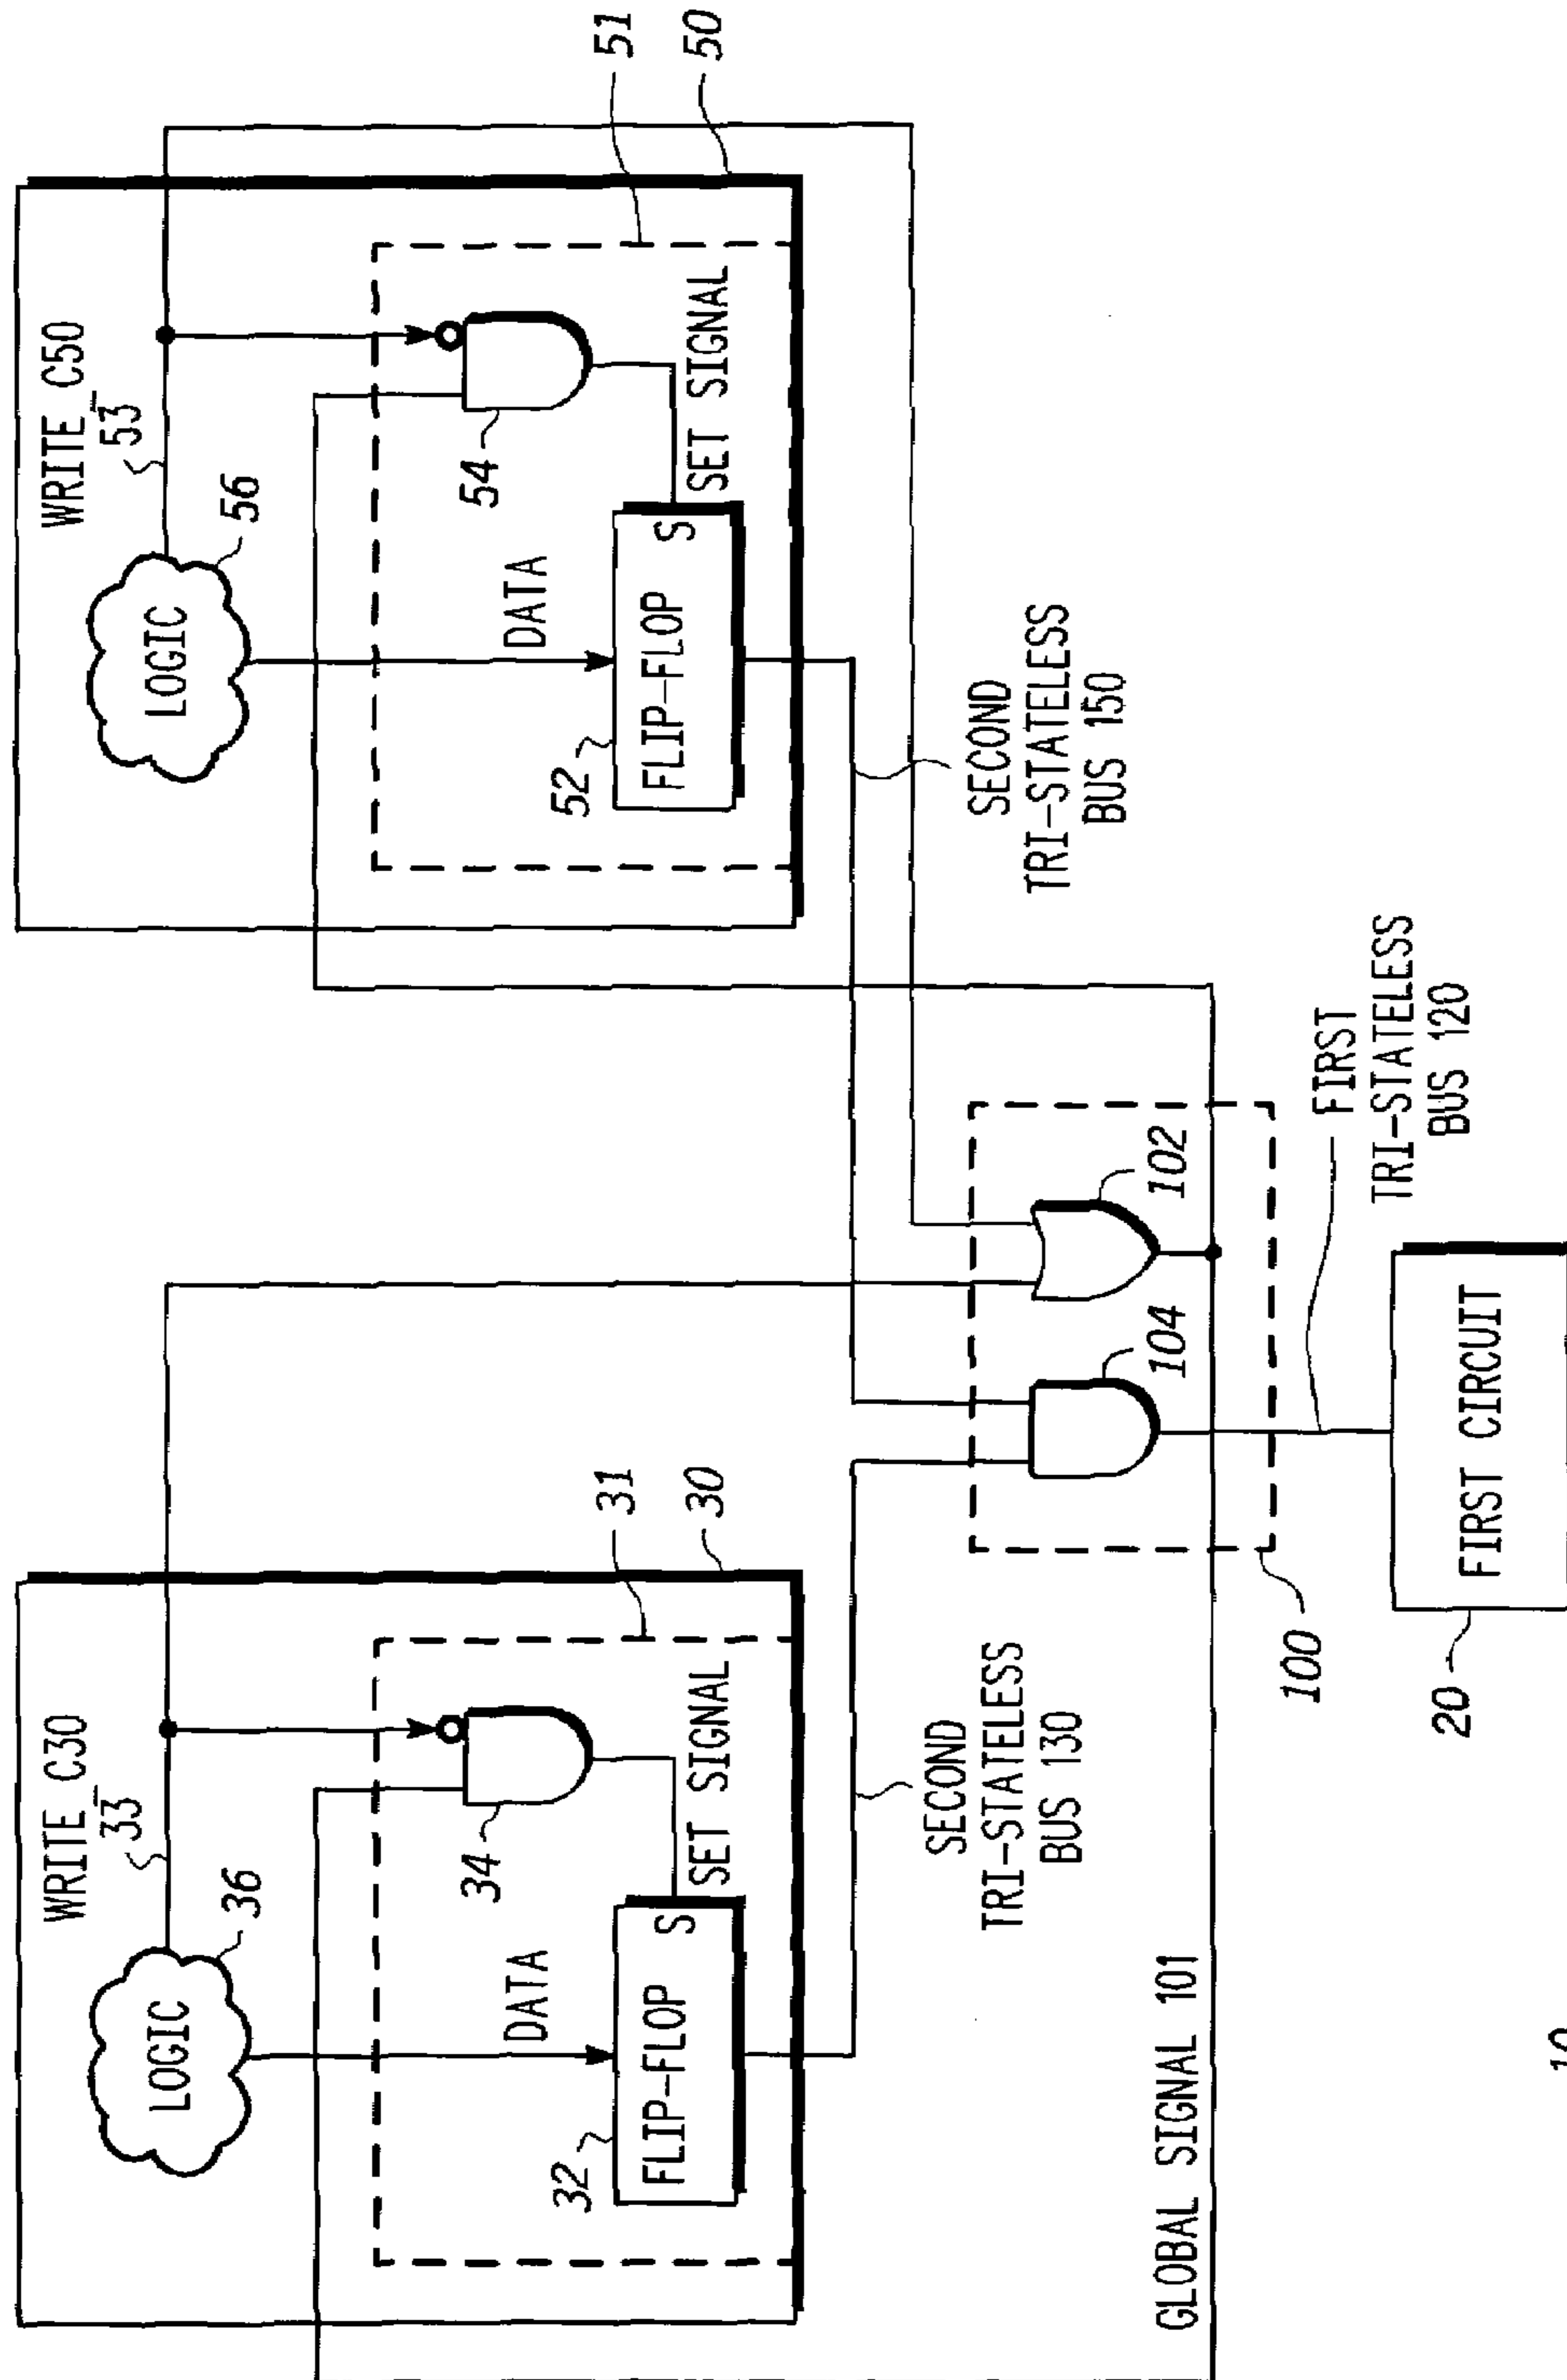 WRITE_C30
33
LOGIC
36
DATA
34
32
FLIP-FLOP
S
SET SIGNAL
31
30
SECOND
TRI-STATELESS
BUS 130
WRITE_C50
53
LOGIC
56
DATA
54
52
FLIP-FLOP
S
SET SIGNAL
51
50
SECOND
TRI-STATELESS
BUS 150
104
102
100
GLOBAL SIGNAL 101
FIRST
TRI-STATELESS
BUS 120
20
FIRST CIRCUIT